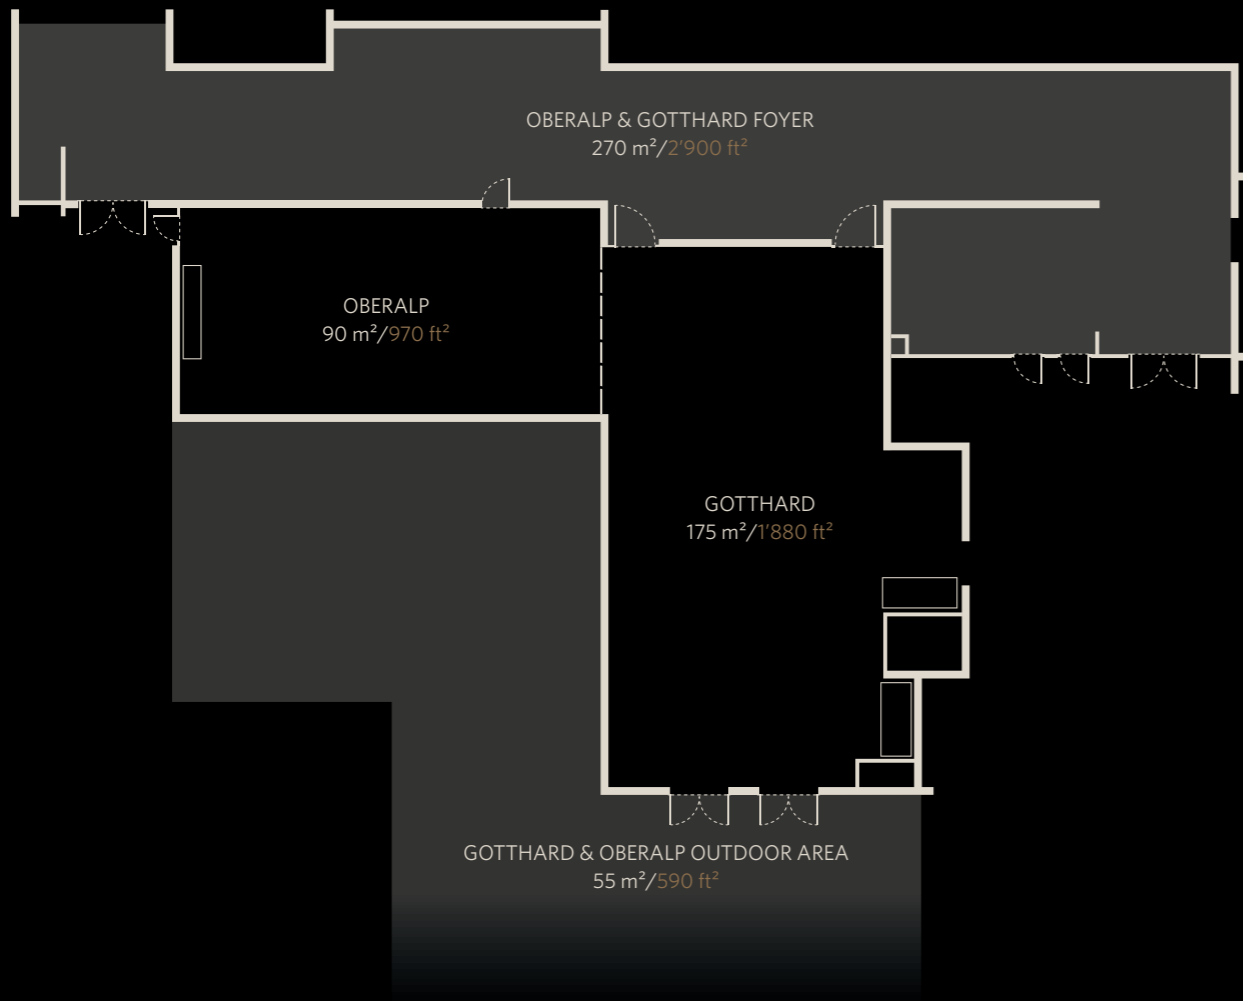 OBERALP & GOTTHARD FOYER
270 m²/2’900 ft²
OBERALP
90 m²/970 ft²
GOTTHARD
175 m²/1’880 ft²
GOTTHARD & OBERALP OUTDOOR AREA
55 m²/590 ft²